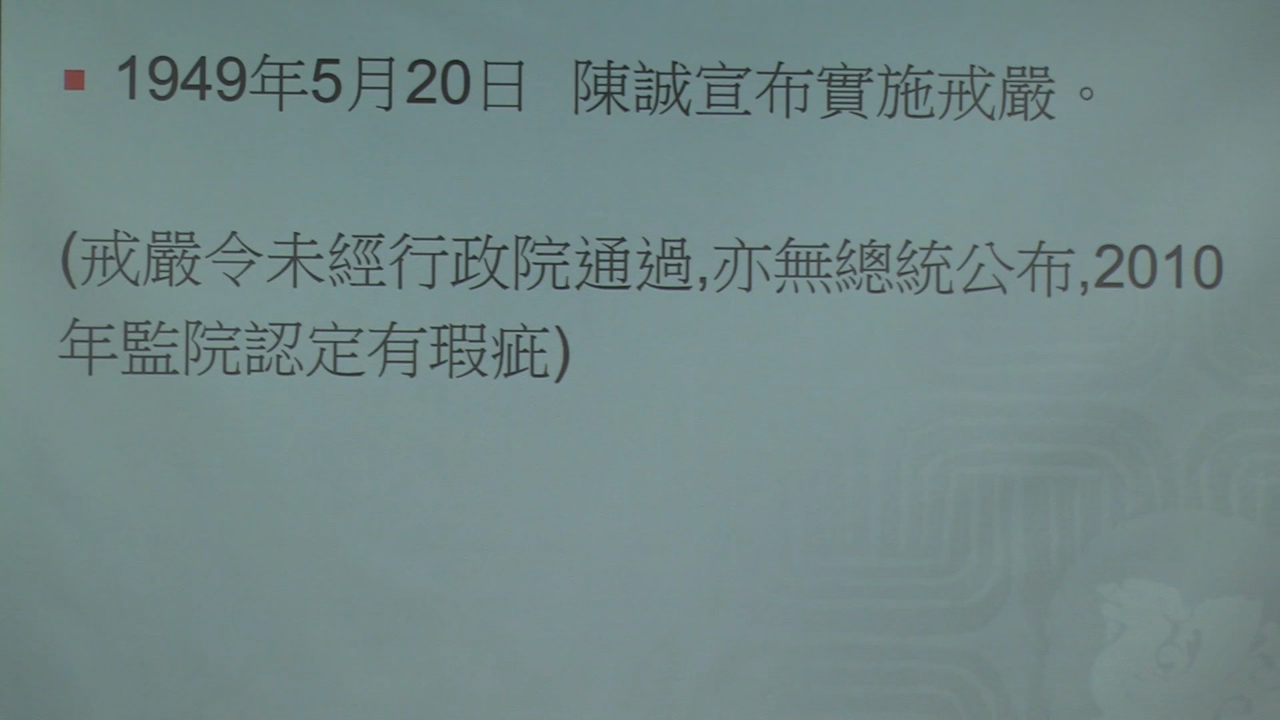 ▪ 1949年5月20日 陳誠宣布實施戒嚴。
(戒嚴令未經行政院通過,亦無總統公布,2010
年監院認定有瑕疵)